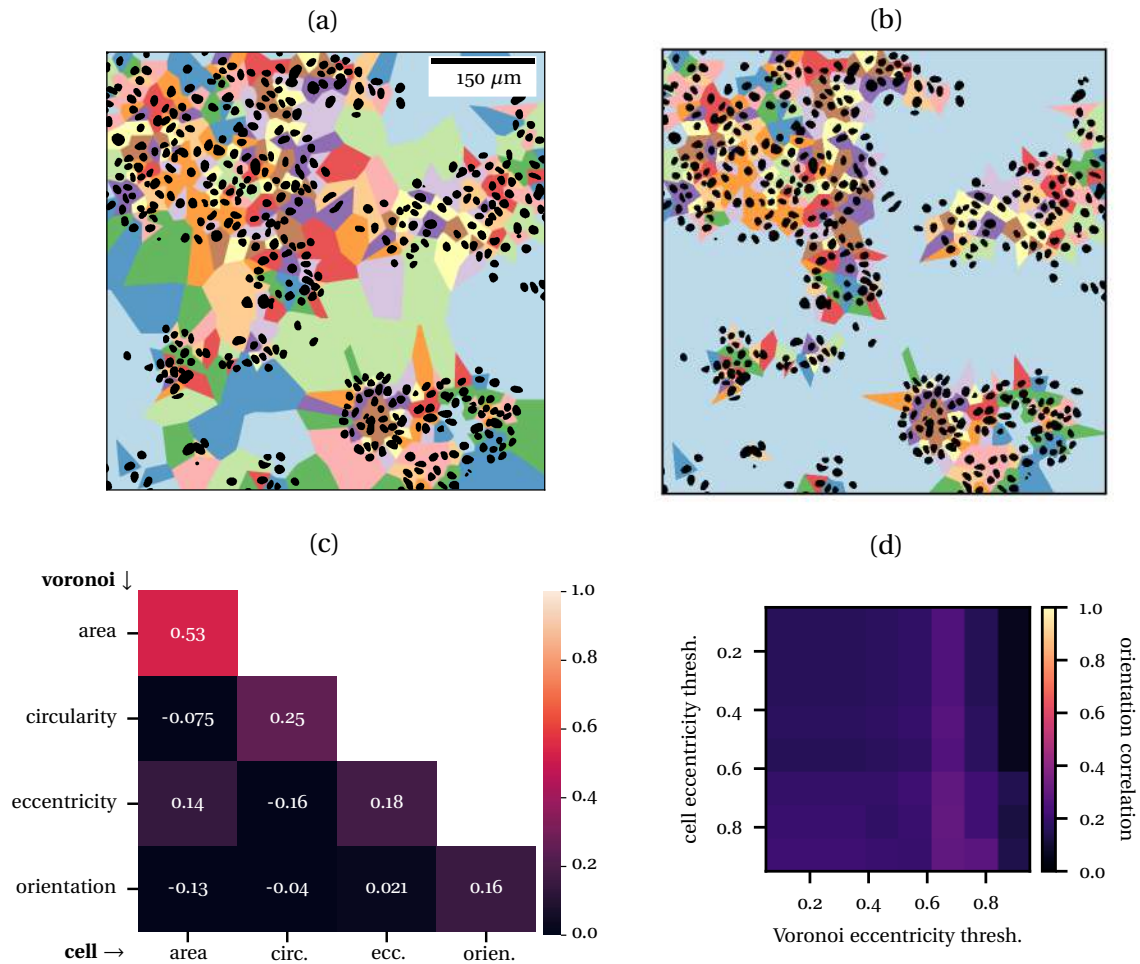 (a)
(b)
150 μm
(c)
(d)
voronoi ↓
area
circularity
eccentricity
orientation
0.53
-0.075 0.25
0.14 -0.16 0.18
-0.13 -0.04 0.021 0.16
cell → area circ. ecc. orien.
1.0
0.8
0.6
0.4
0.2
0.0
cell eccentricity thresh.
0.2
0.4
0.6
0.8
0.2 0.4 0.6 0.8
Voronoi eccentricity thresh.
1.0
0.8
0.6
0.4
0.2
0.0
orientation correlation